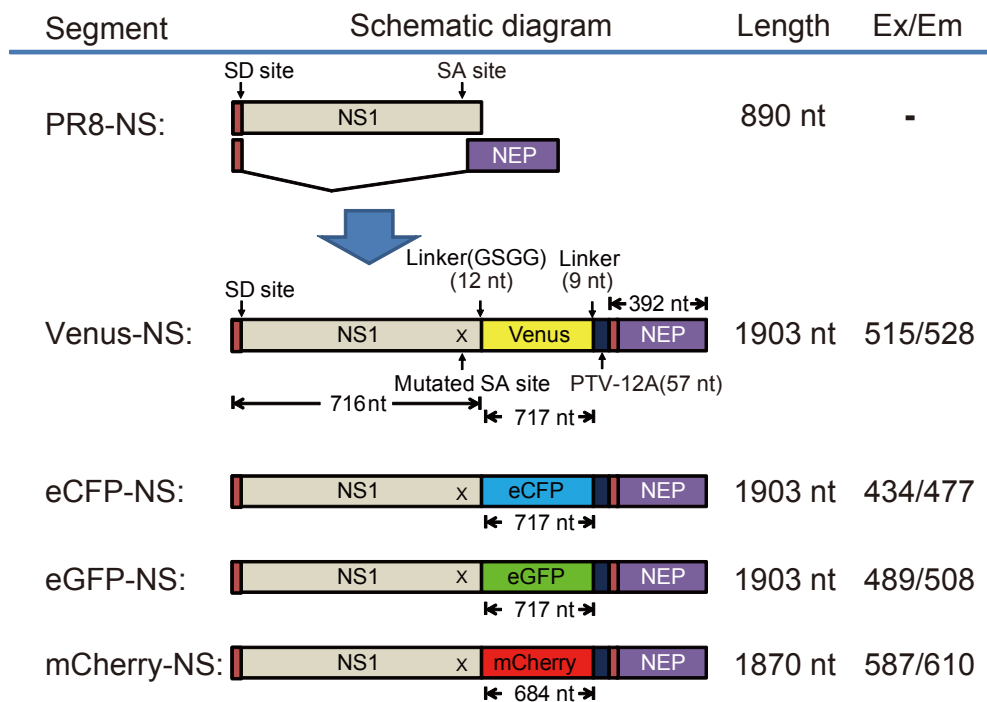 Segment Schematic diagram Length Ex/Em
SD site SA site
PR8-NS: NS1 890 nt -
NEP
Linker(GSGG) Linker
(12 nt) (9 nt)
SD site 392 nt
Venus-NS: NS1 x Venus NEP 1903 nt 515/528
Mutated SA site PTV-12A(57 nt)
716nt 717 nt
eCFP-NS: NS1 x eCFP NEP 1903 nt 434/477
717 nt
eGFP-NS: NS1 x eGFP NEP 1903 nt 489/508
717 nt
mCherry-NS: NS1 x mCherry NEP 1870 nt 587/610
684 nt